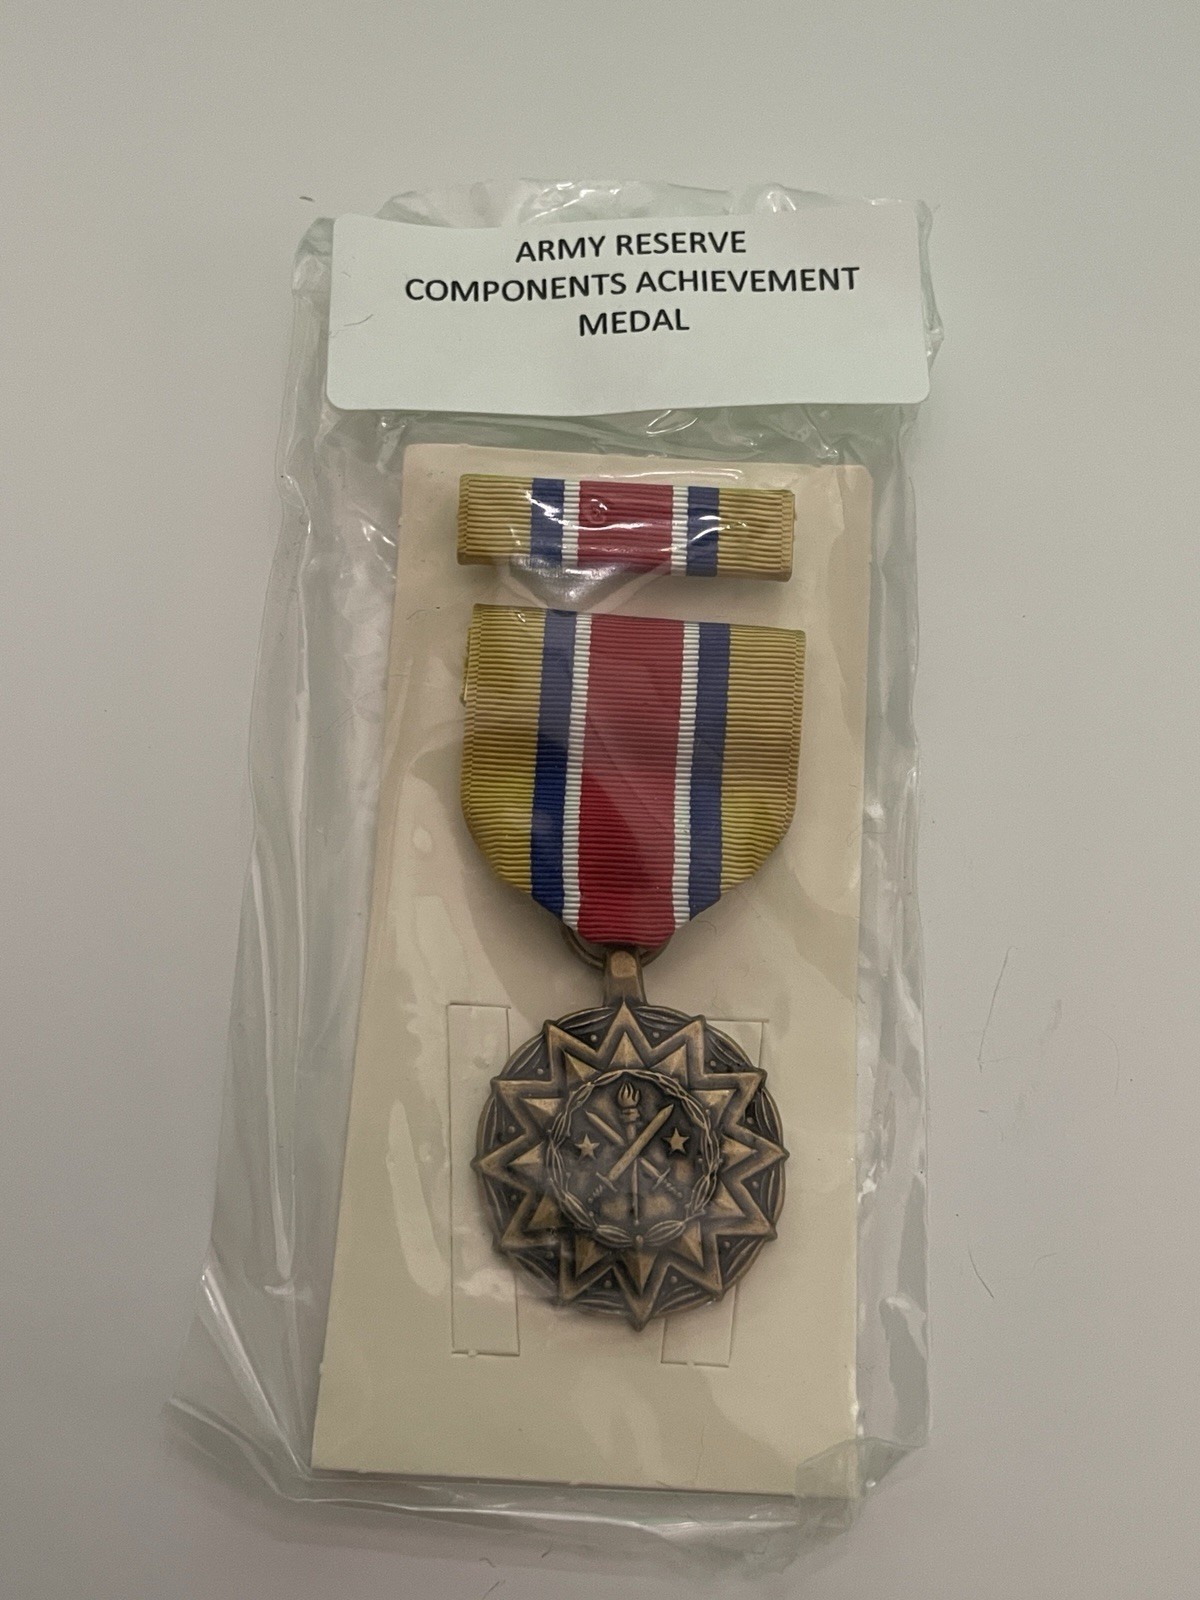 ARMY RESERVE
COMPONENTS ACHIEVEMENT
MEDAL